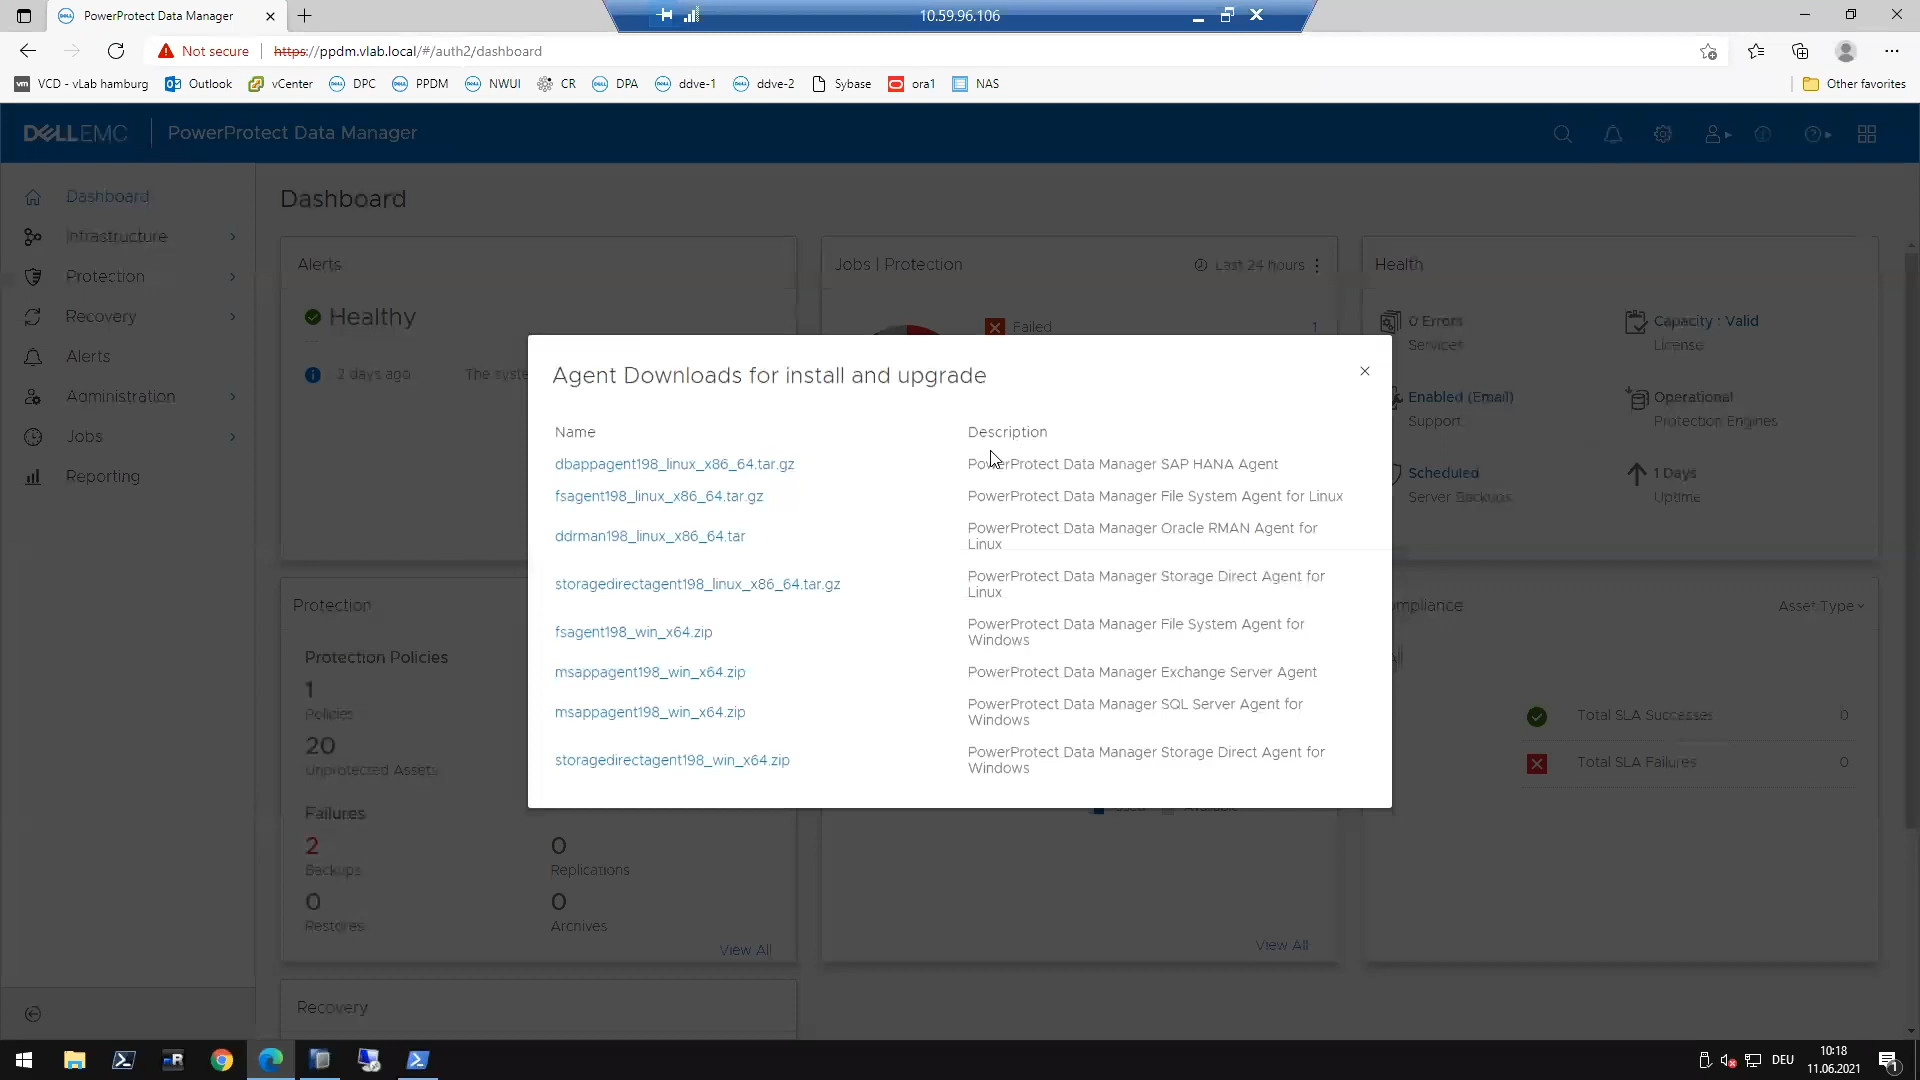 PowerProtect Data Manager
10.59.96.106
Not secure
https://ppdm.vlab.local/#/auth2/dashboard
VCD - vLab hamburg
Outlook
vCenter
DPC
PPDM
NWUI
CR
DPA
ddve-1
ddve-2
Sybase
ora1
NAS
Other favorites
DELLEMC
PowerProtect Data Manager
Dashboard
Infrastructure
Protection
Recovery
Alerts
Administration
Jobs
Reporting
Dashboard
Alerts
Healthy
2 days ago
The syste
Jobs | Protection
Last 24 hours
Failed
1
Health
0 Errors
Services
Capacity : Valid
License
Enabled (Email)
Support
Operational
Protection Engines
Scheduled
Server Backups
1 Days
Uptime
Agent Downloads for install and upgrade
Name
Description
dbappagent198_linux_x86_64.tar.gz
PowerProtect Data Manager SAP HANA Agent
fsagent198_linux_x86_64.tar.gz
PowerProtect Data Manager File System Agent for Linux
ddrman198_linux_x86_64.tar
PowerProtect Data Manager Oracle RMAN Agent for
Linux
storagedirectagent198_linux_x86_64.tar.gz
PowerProtect Data Manager Storage Direct Agent for
Linux
fsagent198_win_x64.zip
PowerProtect Data Manager File System Agent for
Windows
msappagent198_win_x64.zip
PowerProtect Data Manager Exchange Server Agent
msappagent198_win_x64.zip
PowerProtect Data Manager SQL Server Agent for
Windows
storagedirectagent198_win_x64.zip
PowerProtect Data Manager Storage Direct Agent for
Windows
Protection
Protection Policies
1
Policies
20
Unprotected Assets
Failures
2
Backups
0
Replications
0
Restores
0
Archives
View All
View All
mpliance
Asset Type
Total SLA Successes
0
Total SLA Failures
0
Recovery
DEU
10:18
11.06.2021
1